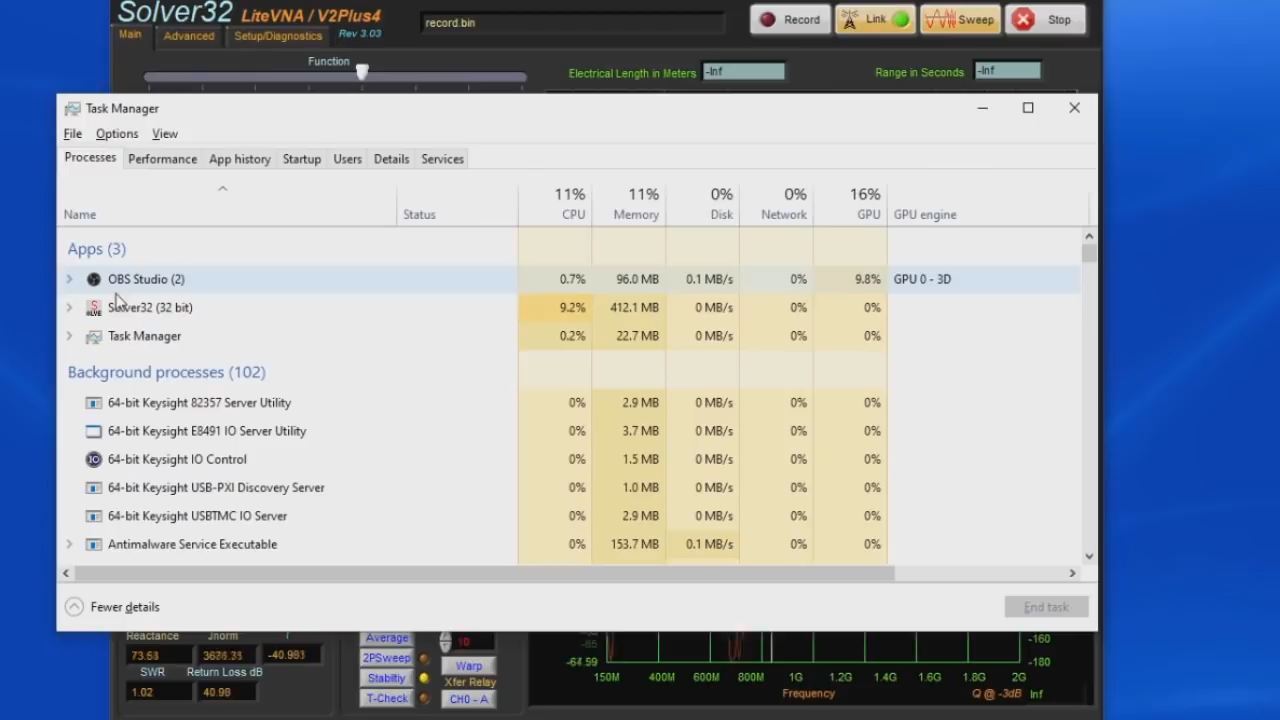 Solver32 LiteVNA / V2Plus4
record.bin
Record
Link
Sweep
Stop
Main
Advanced
Setup/Diagnostics
Rev 3.03
Function
Electrical Length in Meters
-Inf
Range in Seconds
-Inf
Task Manager
File Options View
Processes Performance App history Startup Users Details Services
11% 11% 0% 0% 16%
Name Status CPU Memory Disk Network GPU GPU engine
Apps (3)
OBS Studio (2) 0.7% 96.0 MB 0.1 MB/s 0% 9.8% GPU 0 - 3D
Solver32 (32 bit) 9.2% 412.1 MB 0 MB/s 0% 0%
Task Manager 0.2% 22.7 MB 0 MB/s 0% 0%
Background processes (102)
64-bit Keysight 82357 Server Utility 0% 2.9 MB 0 MB/s 0% 0%
64-bit Keysight E8491 IO Server Utility 0% 3.7 MB 0 MB/s 0% 0%
64-bit Keysight IO Control 0% 1.5 MB 0 MB/s 0% 0%
64-bit Keysight USB-PXI Discovery Server 0% 1.0 MB 0 MB/s 0% 0%
64-bit Keysight USBTMC IO Server 0% 2.9 MB 0 MB/s 0% 0%
Antimalware Service Executable 0% 153.7 MB 0.1 MB/s 0% 0%
Fewer details
End task
Reactance Jnorm
73.53 3676.31 -40.993
SWR Return Loss dB
1.02 40.98
Average
10
2PSweep
Warp
Stabiltiy
Xfer Relay
T-Check
CH0 - A
-85
-64.99
-160
-180
150M 400M 600M 800M 1G 1.2G 1.4G 1.6G 1.8G 2G
Frequency
Q @ -3dB Inf